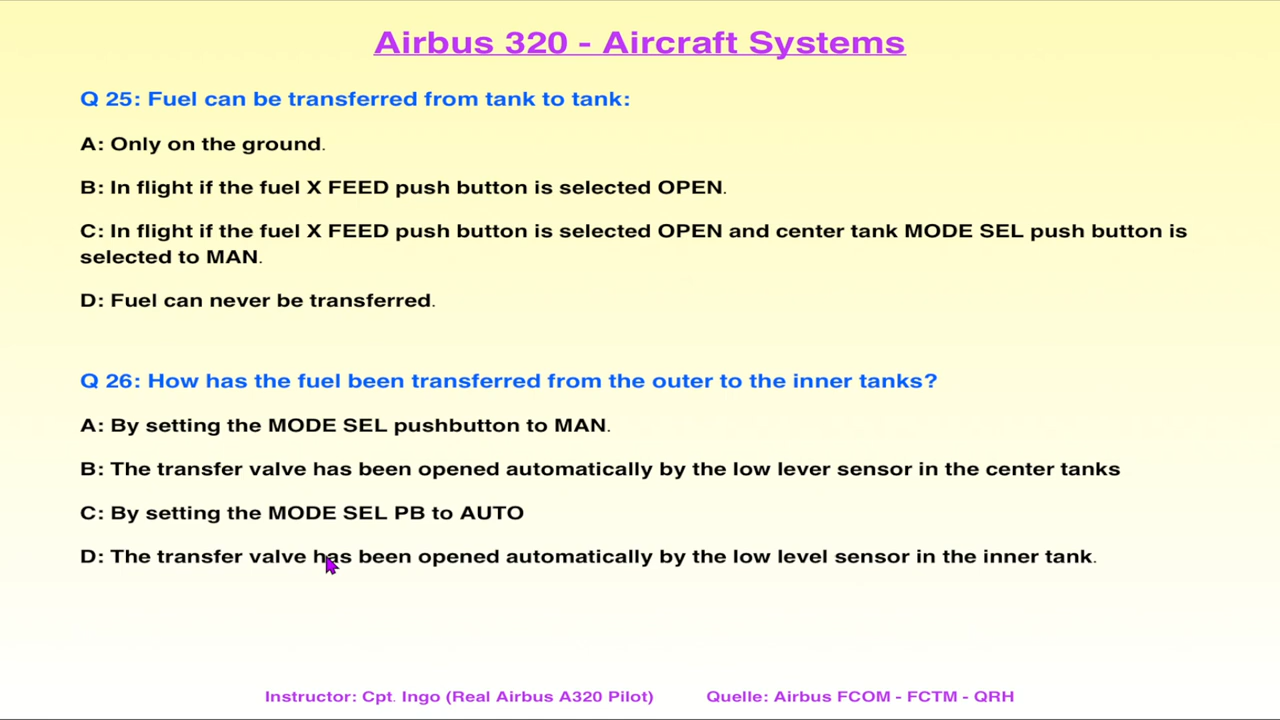 Airbus 320 - Aircraft Systems
Q 25: Fuel can be transferred from tank to tank:
A: Only on the ground.
B: In flight if the fuel X FEED push button is selected OPEN.
C: In flight if the fuel X FEED push button is selected OPEN and center tank MODE SEL push button is
selected to MAN.
D: Fuel can never be transferred.
Q 26: How has the fuel been transferred from the outer to the inner tanks?
A: By setting the MODE SEL pushbutton to MAN.
B: The transfer valve has been opened automatically by the low lever sensor in the center tanks
C: By setting the MODE SEL PB to AUTO
D: The transfer valve has been opened automatically by the low level sensor in the inner tank.
Instructor: Cpt. Ingo (Real Airbus A320 Pilot) Quelle: Airbus FCOM - FCTM - QRH